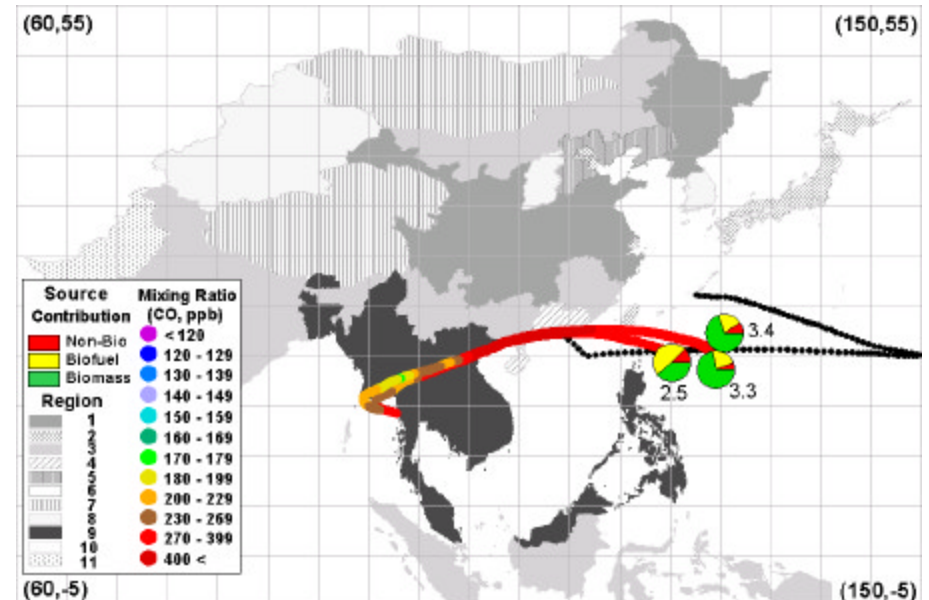 (60,55) (150,55)
3.4
2.5 3.3
Source Contribution
Non-Bio
Biofuel
Biomass
Region
1
2
3
4
5
6
7
8
9
10
11
Mixing Ratio
(CO, ppb)
<120
120 - 129
130 - 139
140 - 149
150 - 159
160 - 169
170 - 179
180 - 199
200 - 229
230 - 269
270 - 399
400 <
(60,-5) (150,-5)